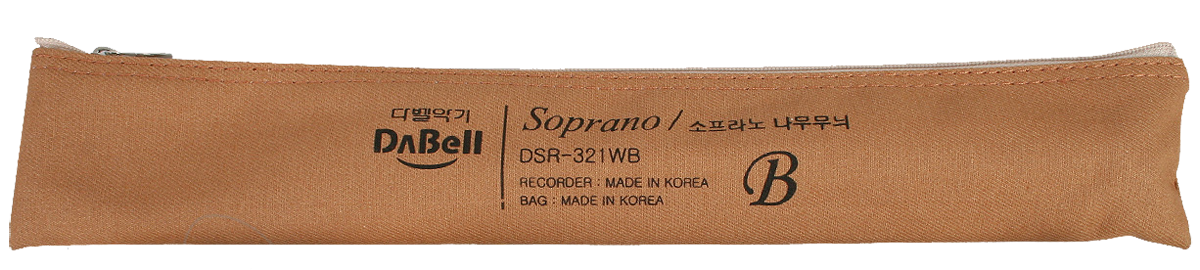 다벨악기
DΛBell
Soprano / 소프라노 나무무늬
DSR-321WB
RECORDER : MADE IN KOREA
BAG : MADE IN KOREA
B